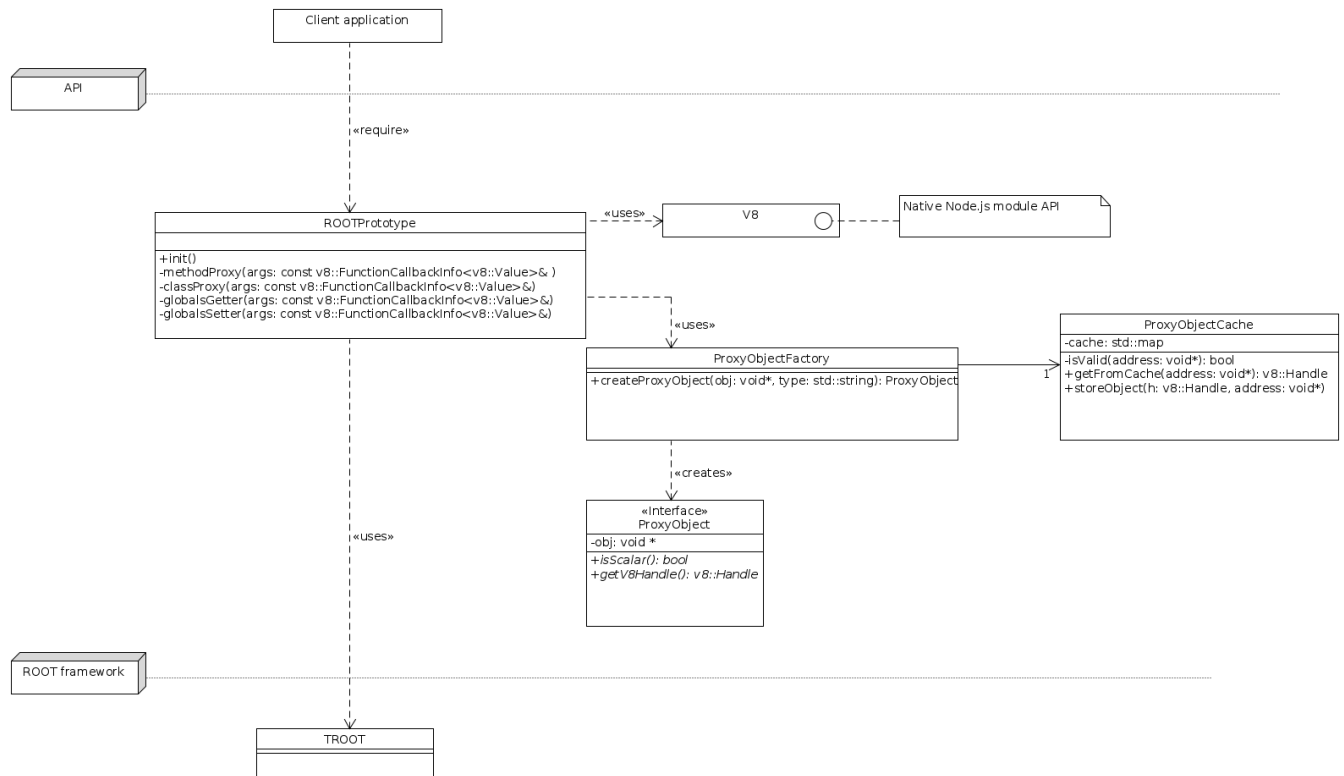 Client application
API
«require»
ROOTPrototype
+init()
-methodProxy(args: const v8::FunctionCallbackInfo<v8::Value>& )
-classProxy(args: const v8::FunctionCallbackInfo<v8::Value>&)
-globalsGetter(args: const v8::FunctionCallbackInfo<v8::Value>&)
-globalsSetter(args: const v8::FunctionCallbackInfo<v8::Value>&)
«uses»
V8
Native Node.js module API
«uses»
ProxyObjectFactory
+createProxyObject(obj: void*, type: std::string): ProxyObject
1
ProxyObjectCache
-cache: std::map
-isValid(address: void*): bool
+getFromCache(address: void*): v8::Handle
+storeObject(h: v8::Handle, address: void*)
«creates»
«Interface»
ProxyObject
-obj: void *
+isScalar(): bool
+getV8Handle(): v8::Handle
«uses»
ROOT framework
TROOT